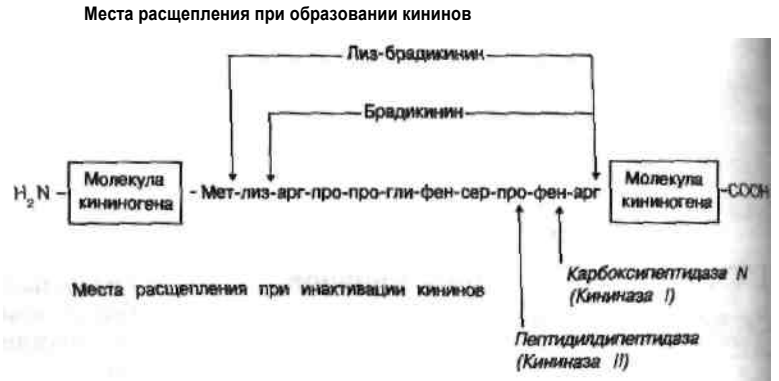 Места расщепления при образовании кининов
Лиз-брадикинин
Брадикинин
H₂N – Молекула кининогена - Мет-лиз-арг-про-про-гли-фен-сер-про-фен-арг Молекула кининогена -COOH
Карбоксипептидаза N
(Кининаза I)
Места расщепления при инактивации кининов
Пептидилдипептидаза
(Кининаза II)